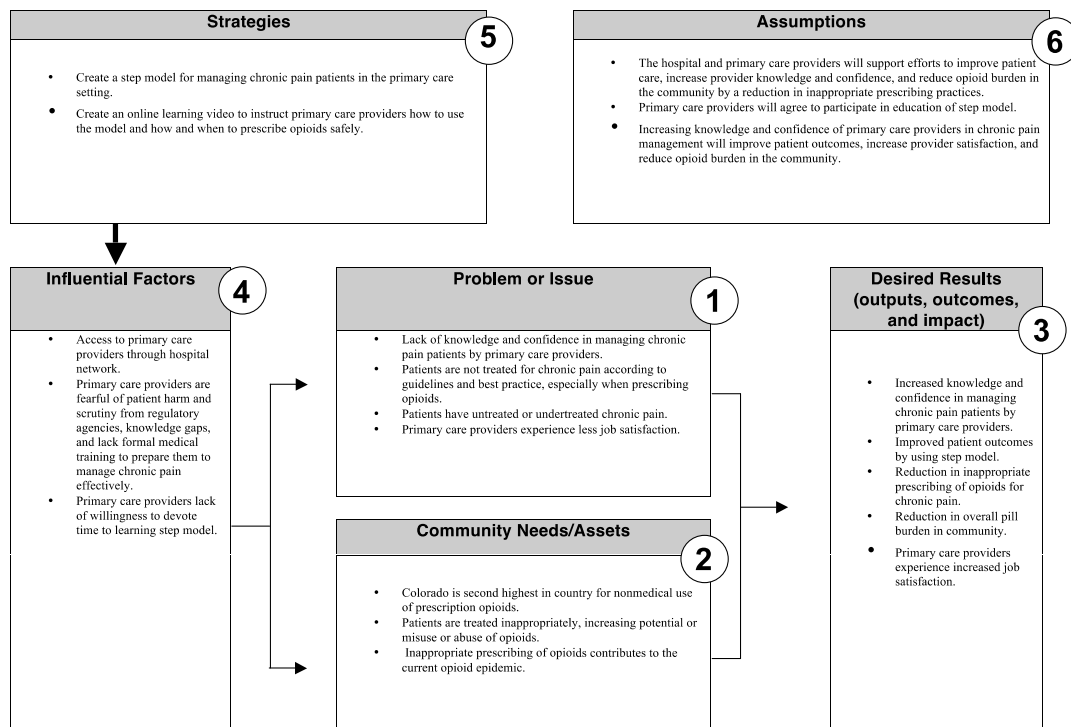 Strategies
5
• Create a step model for managing chronic pain patients in the primary care
setting.
• Create an online learning video to instruct primary care providers how to use
the model and how and when to prescribe opioids safely.
Assumptions
6
• The hospital and primary care providers will support efforts to improve patient
care, increase provider knowledge and confidence, and reduce opioid burden in
the community by a reduction in inappropriate prescribing practices.
• Primary care providers will agree to participate in education of step model.
• Increasing knowledge and confidence of primary care providers in chronic pain
management will improve patient outcomes, increase provider satisfaction, and
reduce opioid burden in the community.
Influential Factors
4
• Access to primary care
providers through hospital
network.
• Primary care providers are
fearful of patient harm and
scrutiny from regulatory
agencies, knowledge gaps,
and lack formal medical
training to prepare them to
manage chronic pain
effectively.
• Primary care providers lack
of willingness to devote
time to learning step model.
Problem or Issue
1
• Lack of knowledge and confidence in managing chronic
pain patients by primary care providers.
• Patients are not treated for chronic pain according to
guidelines and best practice, especially when prescribing
opioids.
• Patients have untreated or undertreated chronic pain.
• Primary care providers experience less job satisfaction.
Community Needs/Assets
2
• Colorado is second highest in country for nonmedical use
of prescription opioids.
• Patients are treated inappropriately, increasing potential or
misuse or abuse of opioids.
• Inappropriate prescribing of opioids contributes to the
current opioid epidemic.
Desired Results
(outputs, outcomes,
and impact)
3
• Increased knowledge and
confidence in managing
chronic pain patients by
primary care providers.
• Improved patient outcomes
by using step model.
• Reduction in inappropriate
prescribing of opioids for
chronic pain.
• Reduction in overall pill
burden in community.
• Primary care providers
experience increased job
satisfaction.